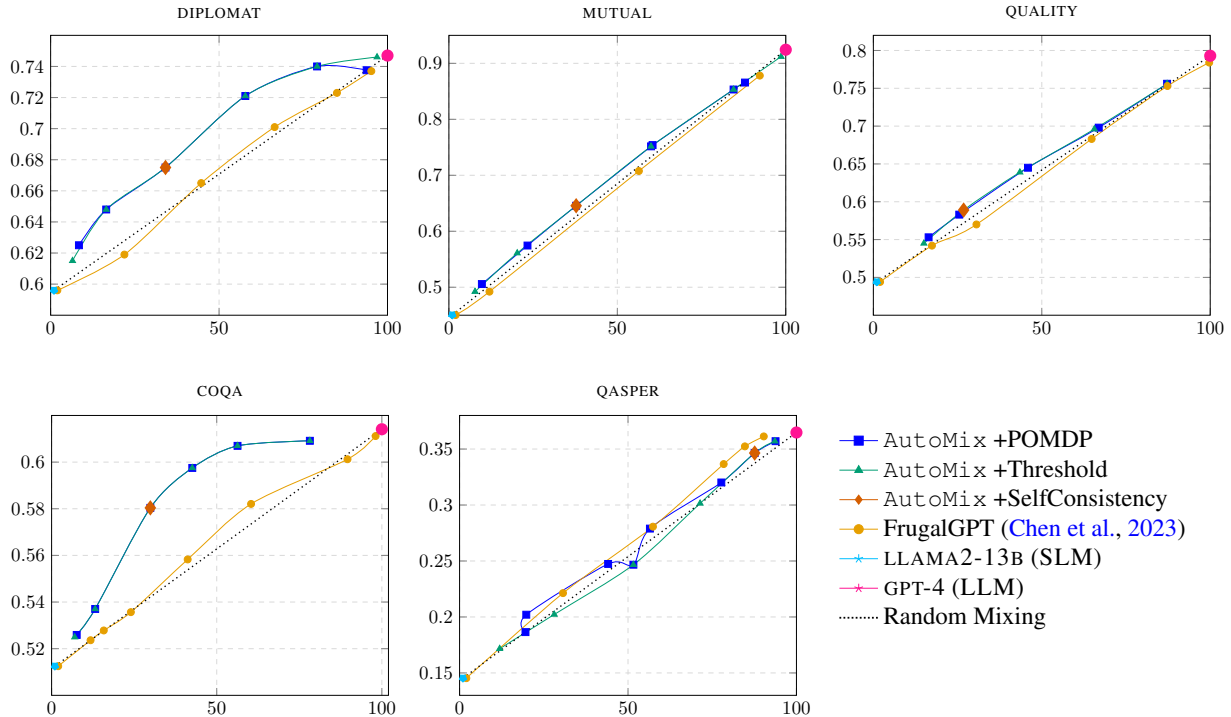 DIPLOMAT
0.74
0.72
0.7
0.68
0.66
0.64
0.62
0.6
0 50 100
MUTUAL
0.9
0.8
0.7
0.6
0.5
0 50 100
QUALITY
0.8
0.75
0.7
0.65
0.6
0.55
0.5
0 50 100
COQA
0.6
0.58
0.56
0.54
0.52
0 50 100
QASPER
0.35
0.3
0.25
0.2
0.15
0 50 100
AutoMix +POMDP
AutoMix +Threshold
AutoMix +SelfConsistency
FrugalGPT (Chen et al., 2023)
LLAMA2-13B (SLM)
GPT-4 (LLM)
Random Mixing